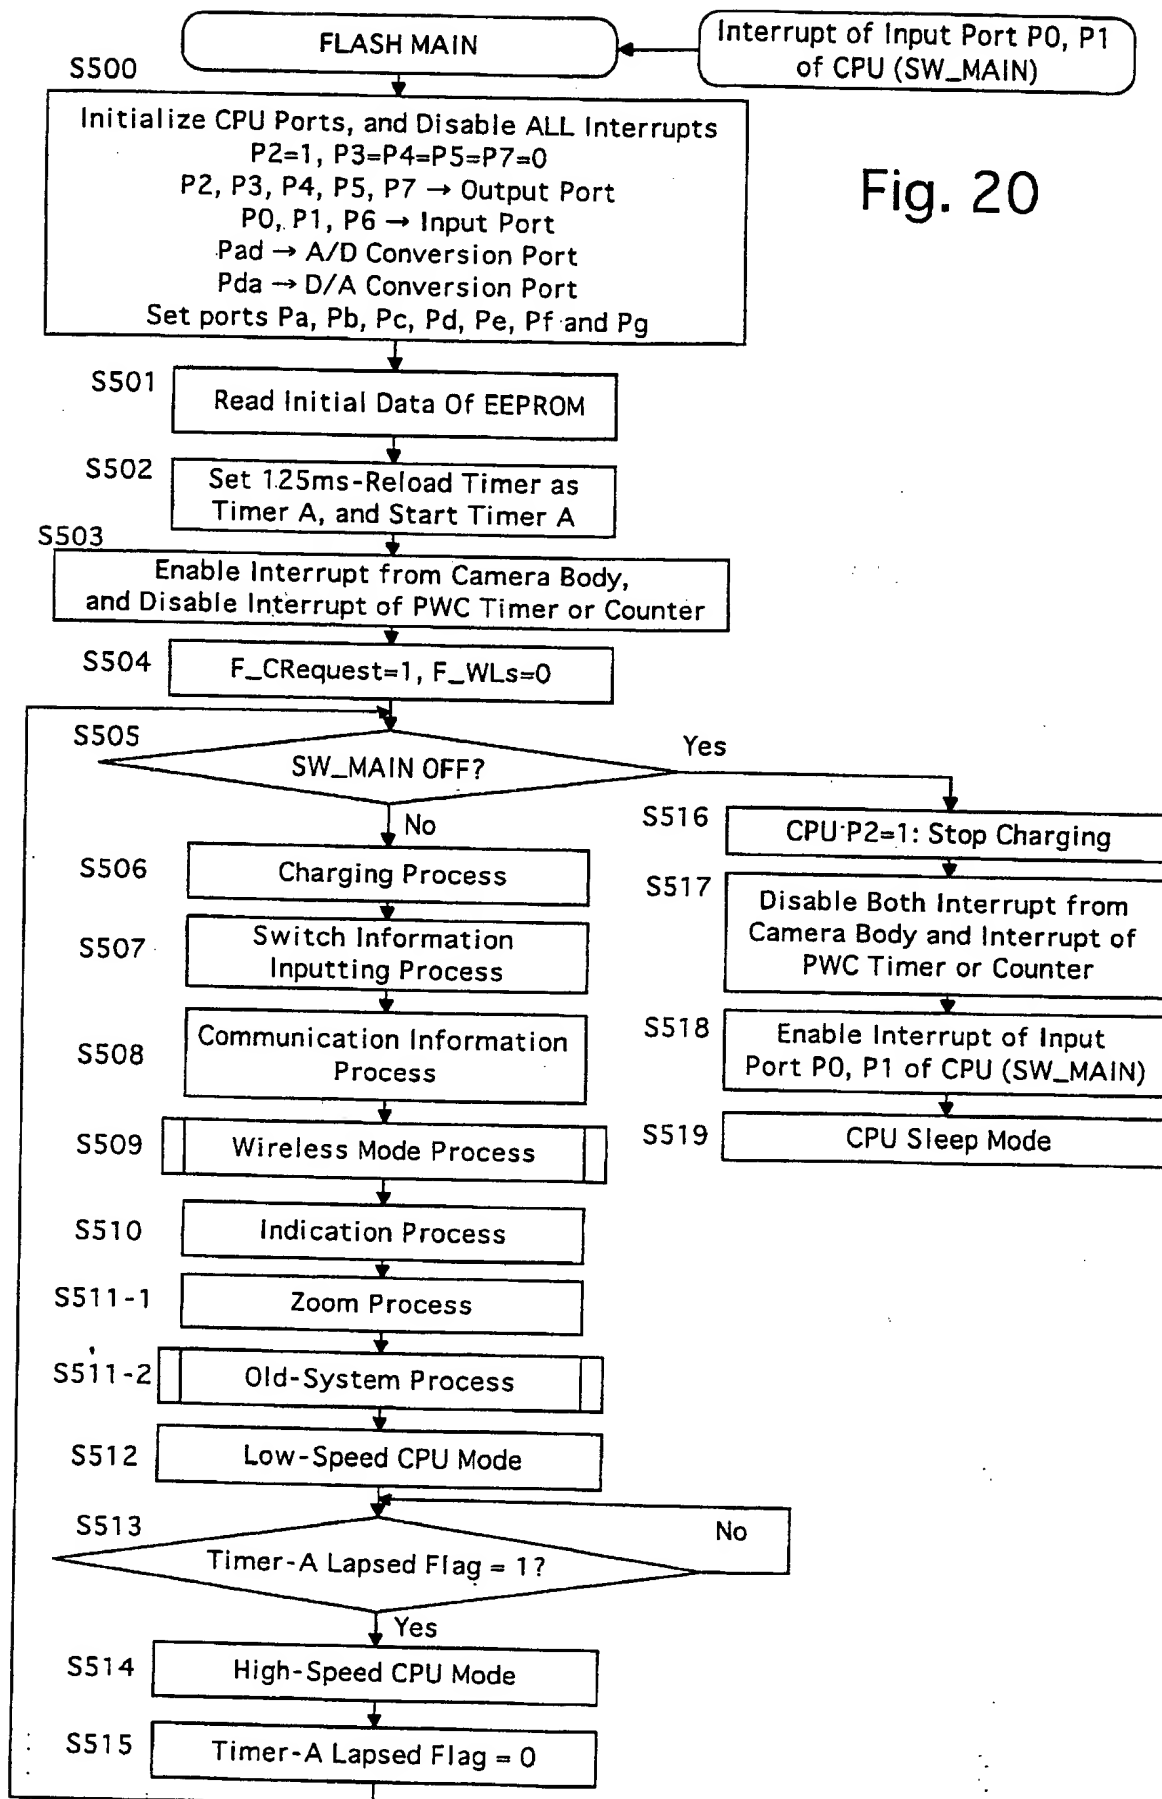 FLASH MAIN
Interrupt of Input Port P0, P1
of CPU (SW_MAIN)
Fig. 20
S500
Initialize CPU Ports, and Disable ALL Interrupts
P2=1, P3=P4=P5=P7=0
P2, P3, P4, P5, P7 → Output Port
P0, P1, P6 → Input Port
Pad → A/D Conversion Port
Pda → D/A Conversion Port
Set ports Pa, Pb, Pc, Pd, Pe, Pf and Pg
S501
Read Initial Data Of EEPROM
S502
Set 125ms-Reload Timer as
Timer A, and Start Timer A
S503
Enable Interrupt from Camera Body,
and Disable Interrupt of PWC Timer or Counter
S504
F_CRequest=1, F_WLs=0
S505
SW_MAIN OFF?
Yes
No
S506
Charging Process
S507
Switch Information
Inputting Process
S508
Communication Information
Process
S509
Wireless Mode Process
S510
Indication Process
S511-1
Zoom Process
S511-2
Old-System Process
S512
Low-Speed CPU Mode
S513
Timer-A Lapsed Flag = 1?
No
Yes
S514
High-Speed CPU Mode
S515
Timer-A Lapsed Flag = 0
S516
CPU P2=1: Stop Charging
S517
Disable Both Interrupt from
Camera Body and Interrupt of
PWC Timer or Counter
S518
Enable Interrupt of Input
Port P0, P1 of CPU (SW_MAIN)
S519
CPU Sleep Mode